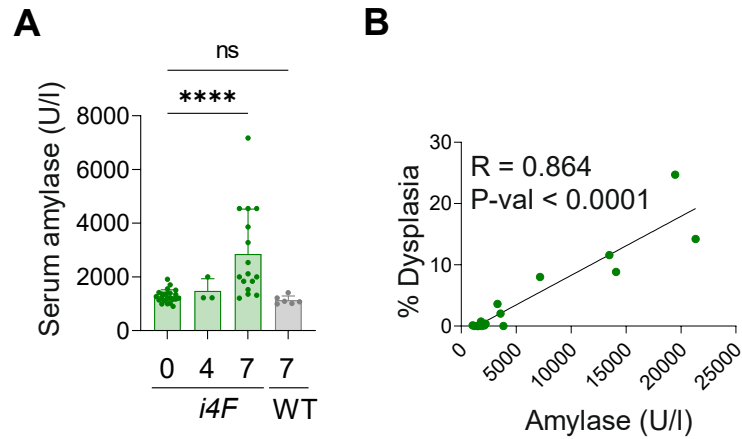 A
ns
****
Serum amylase (U/l)
8000
6000
4000
2000
0
0 4 7 7
i4F WT
B
R = 0.864
P-val < 0.0001
% Dysplasia
30
20
10
0
0 5000 10000 15000 20000 25000
Amylase (U/l)